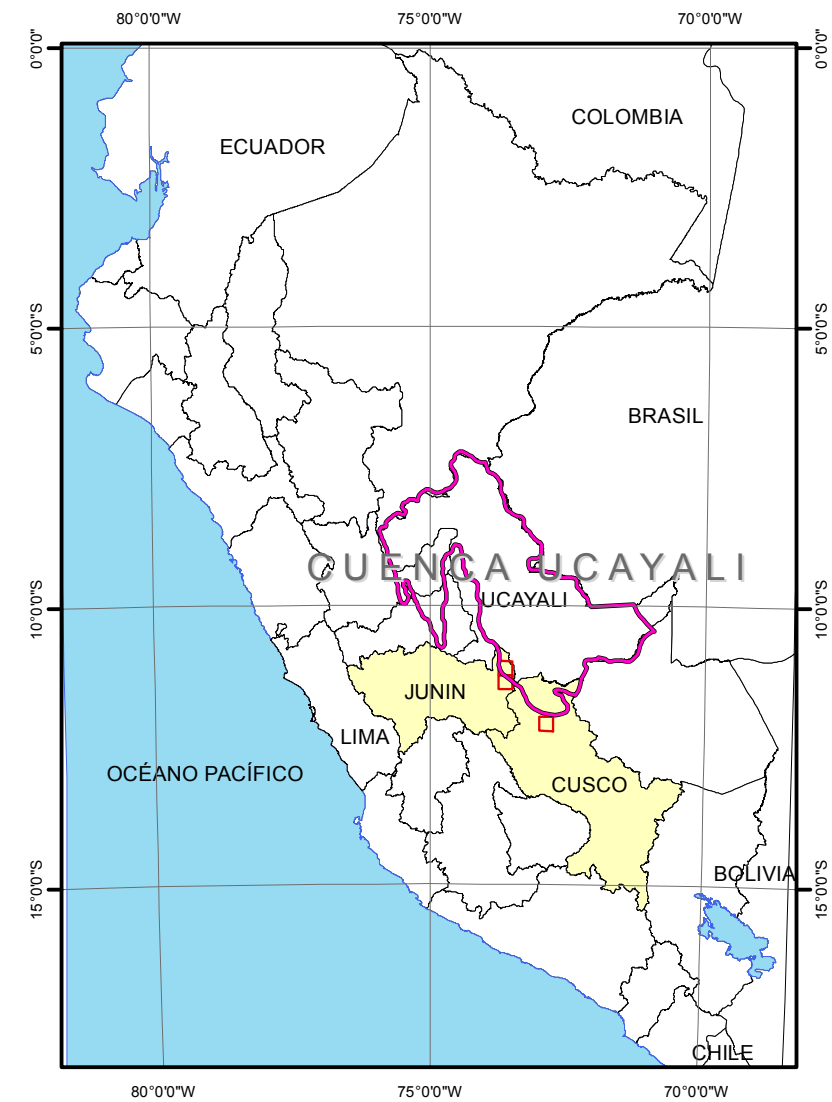 80°0'0"W
75°0'0"W
70°0'0"W
0°0'0"
0°0'0"
COLOMBIA
ECUADOR
5°0'0"S
5°0'0"S
BRASIL
CUENCA UCAYALI
UCAYALI
10°0'0"S
10°0'0"S
JUNIN
LIMA
OCÉANO PACÍFICO
CUSCO
BOLIVIA
15°0'0"S
15°0'0"S
CHILE
80°0'0"W
75°0'0"W
70°0'0"W